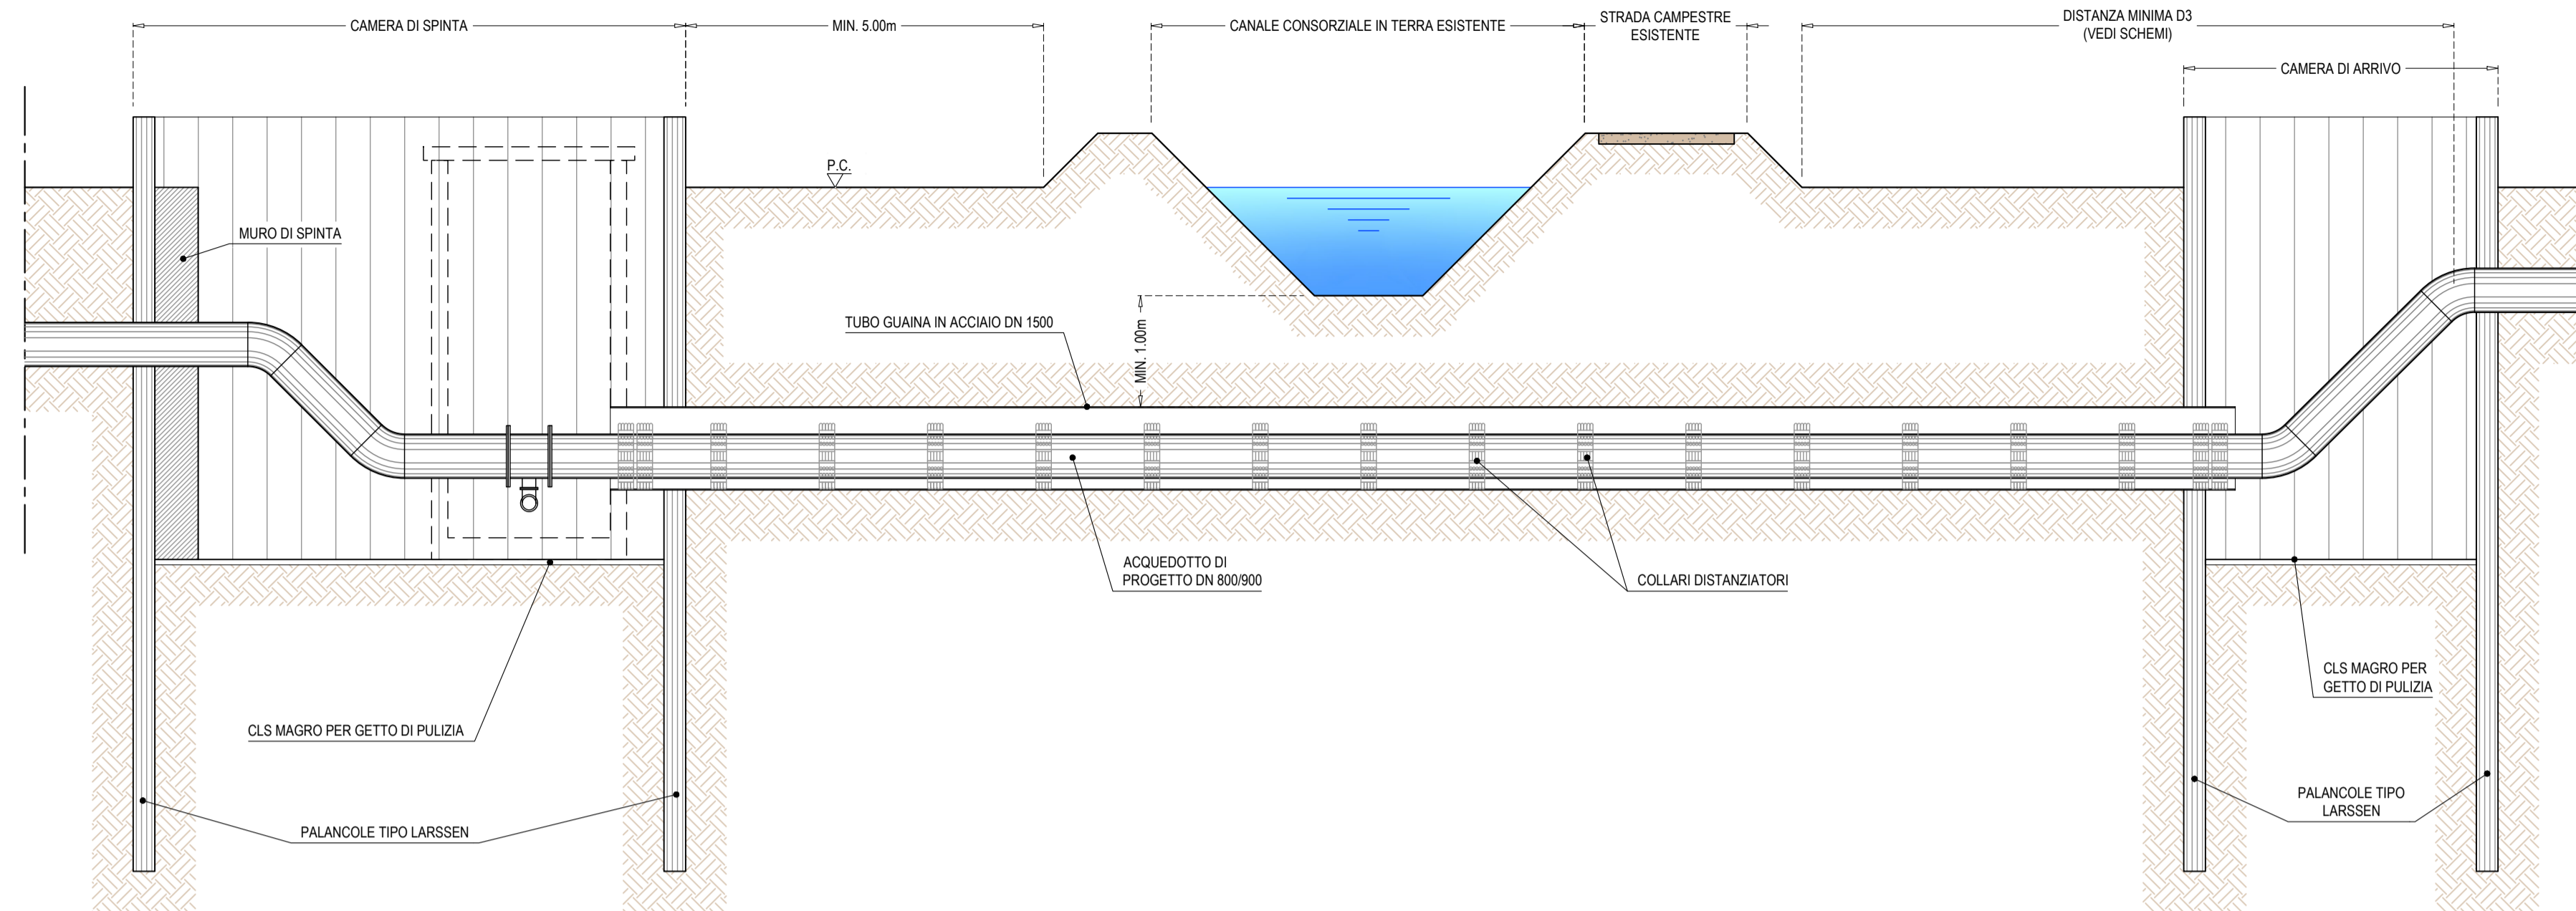 CAMERA DI SPINTA
MIN. 5.00m
CANALE CONSORZIALE IN TERRA ESISTENTE
STRADA CAMPESTRE
ESISTENTE
DISTANZA MINIMA D3
(VEDI SCHEMI)
CAMERA DI ARRIVO
P.C.
MURO DI SPINTA
TUBO GUAINA IN ACCIAIO DN 1500
MIN. 1.00m
ACQUEDOTTO DI
PROGETTO DN 800/900
COLLARI DISTANZIATORI
CLS MAGRO PER GETTO DI PULIZIA
CLS MAGRO PER
GETTO DI PULIZIA
PALANCOLE TIPO LARSSEN
PALANCOLE TIPO
LARSSEN